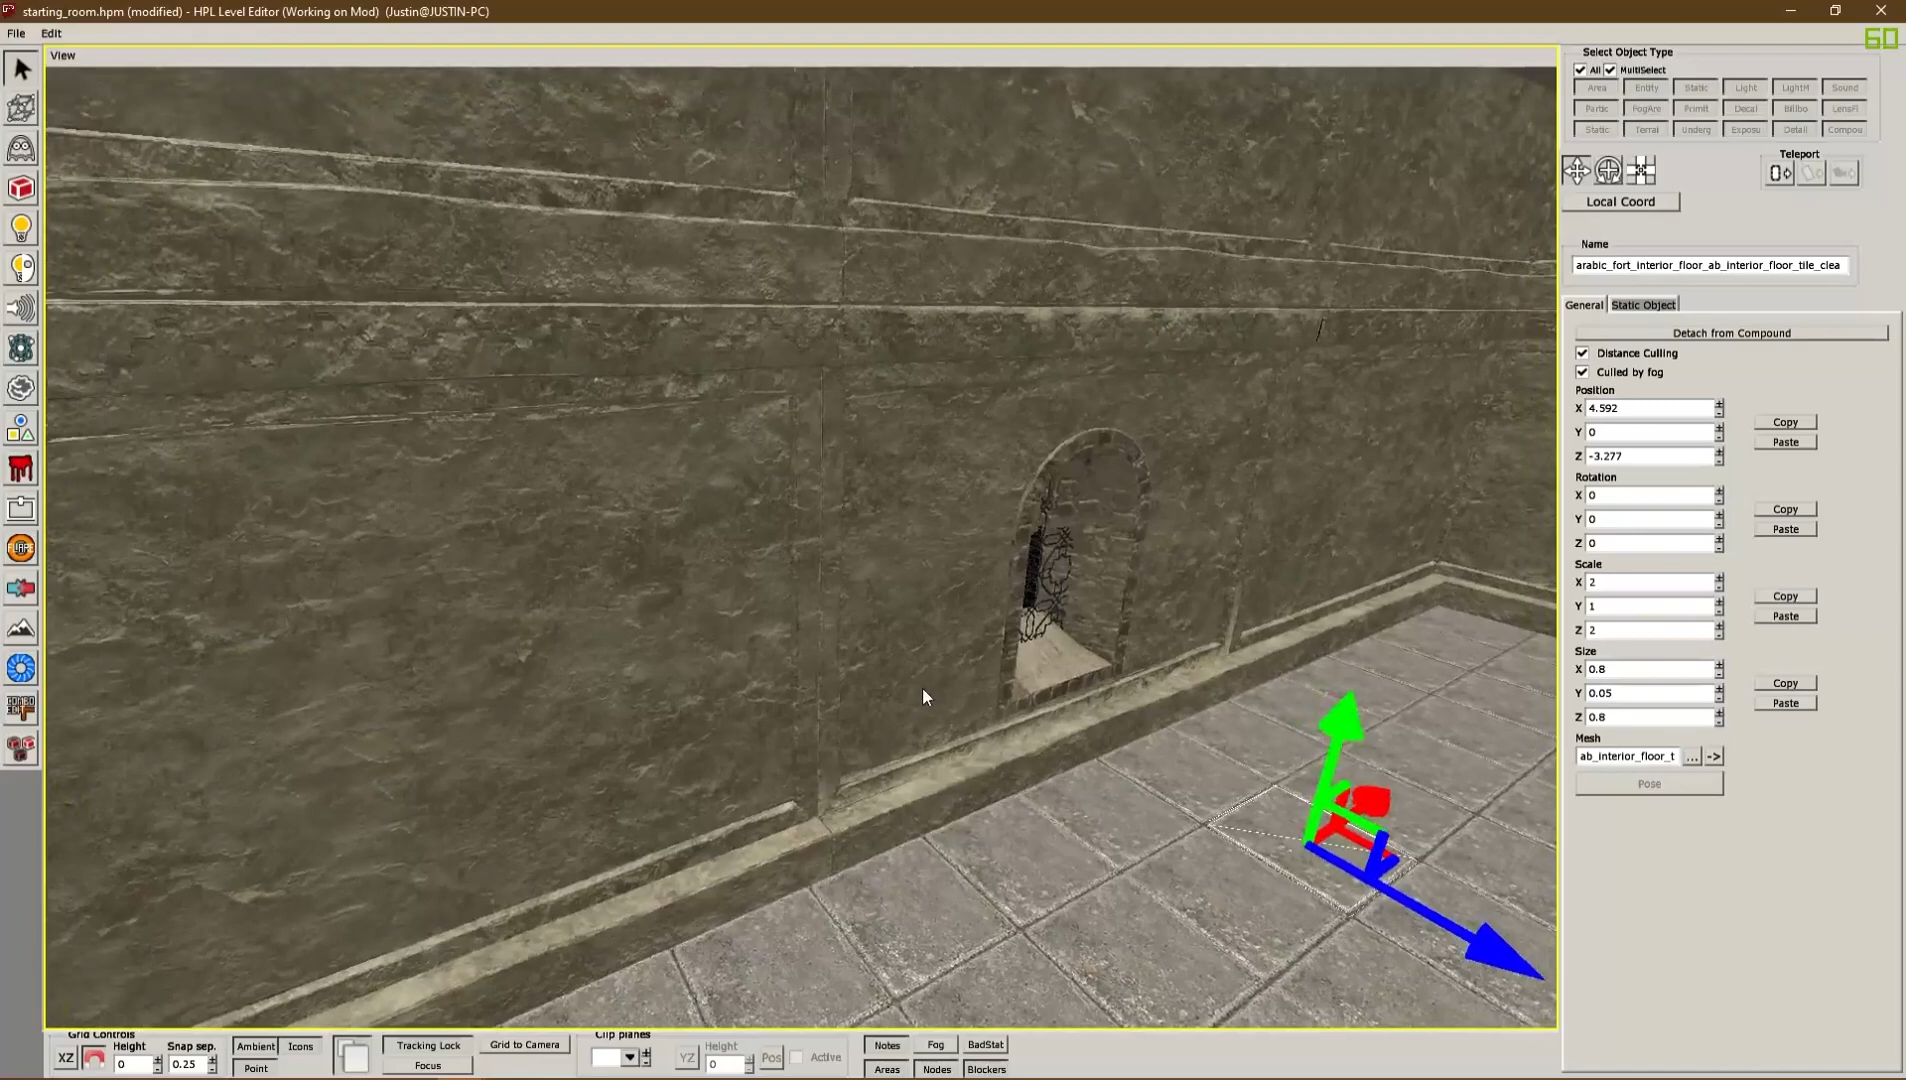 starting_room.hpm (modified) - HPL Level Editor (Working on Mod) (Justin@JUSTIN-PC)
File Edit
60
View
Select Object Type
All MultiSelect
Area Entity Static Light LightM Sound
Partic FogAre Primit Decal Billbo LensFl
Static Terrai Underg Exposu Detail Compou
Teleport
Local Coord
Name
arabic_fort_interior_floor_ab_interior_floor_tile_clea
General Static Object
Detach from Compound
Distance Culling
Culled by fog
Position
X 4.592
Y 0
Z -3.277
Copy
Paste
Rotation
X 0
Y 0
Z 0
Copy
Paste
Scale
X 2
Y 1
Z 2
Copy
Paste
Size
X 0.8
Y 0.05
Z 0.8
Copy
Paste
Mesh
ab_interior_floor_t ... ->
Pose
Grid Controls
XZ Height 0 Snap sep. 0.25
Ambient Icons
Point
Tracking Lock
Focus
Grid to Camera
Clip planes
YZ Height 0 Pos Active
Notes Fog BadStat
Areas Nodes Blockers